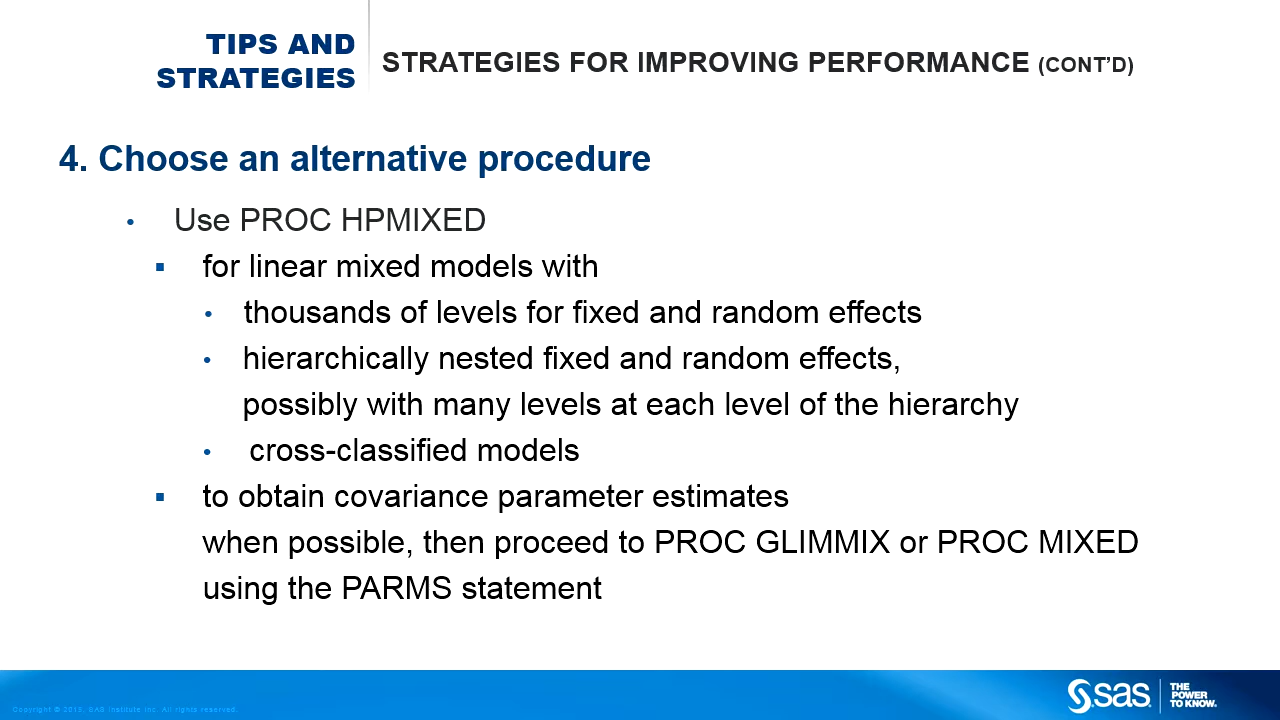 TIPS AND
STRATEGIES
STRATEGIES FOR IMPROVING PERFORMANCE (CONT’D)
4. Choose an alternative procedure
• Use PROC HPMIXED
▪ for linear mixed models with
• thousands of levels for fixed and random effects
• hierarchically nested fixed and random effects,
possibly with many levels at each level of the hierarchy
• cross-classified models
▪ to obtain covariance parameter estimates
when possible, then proceed to PROC GLIMMIX or PROC MIXED
using the PARMS statement
Copyright © 2013, SAS Institute Inc. All rights reserved.
sas
THE
POWER
TO KNOW.